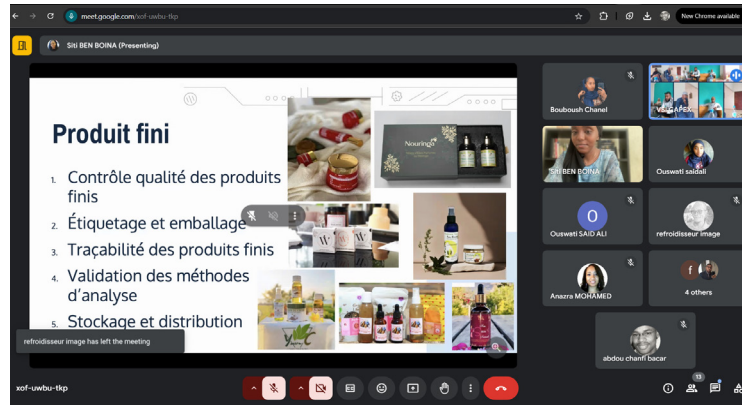 meet.google.com/xof-uwbu-tkp
New Chrome available
Siti BEN BOINA (Presenting)
Produit fini
1. Contrôle qualité des produits
finis
2. Étiquetage et emballage
3. Traçabilité des produits finis
4. Validation des méthodes
d'analyse
5. Stockage et distribution
Nouringa
refroidisseur image has left the meeting
Bouboush Chanel
Siti BEN BOINA
Ouswati saidali
O
Ouswati SAID ALI
refroidisseur image
Anazra MOHAMED
f
4 others
abdou chanfi bacar
xof-uwbu-tkp
13